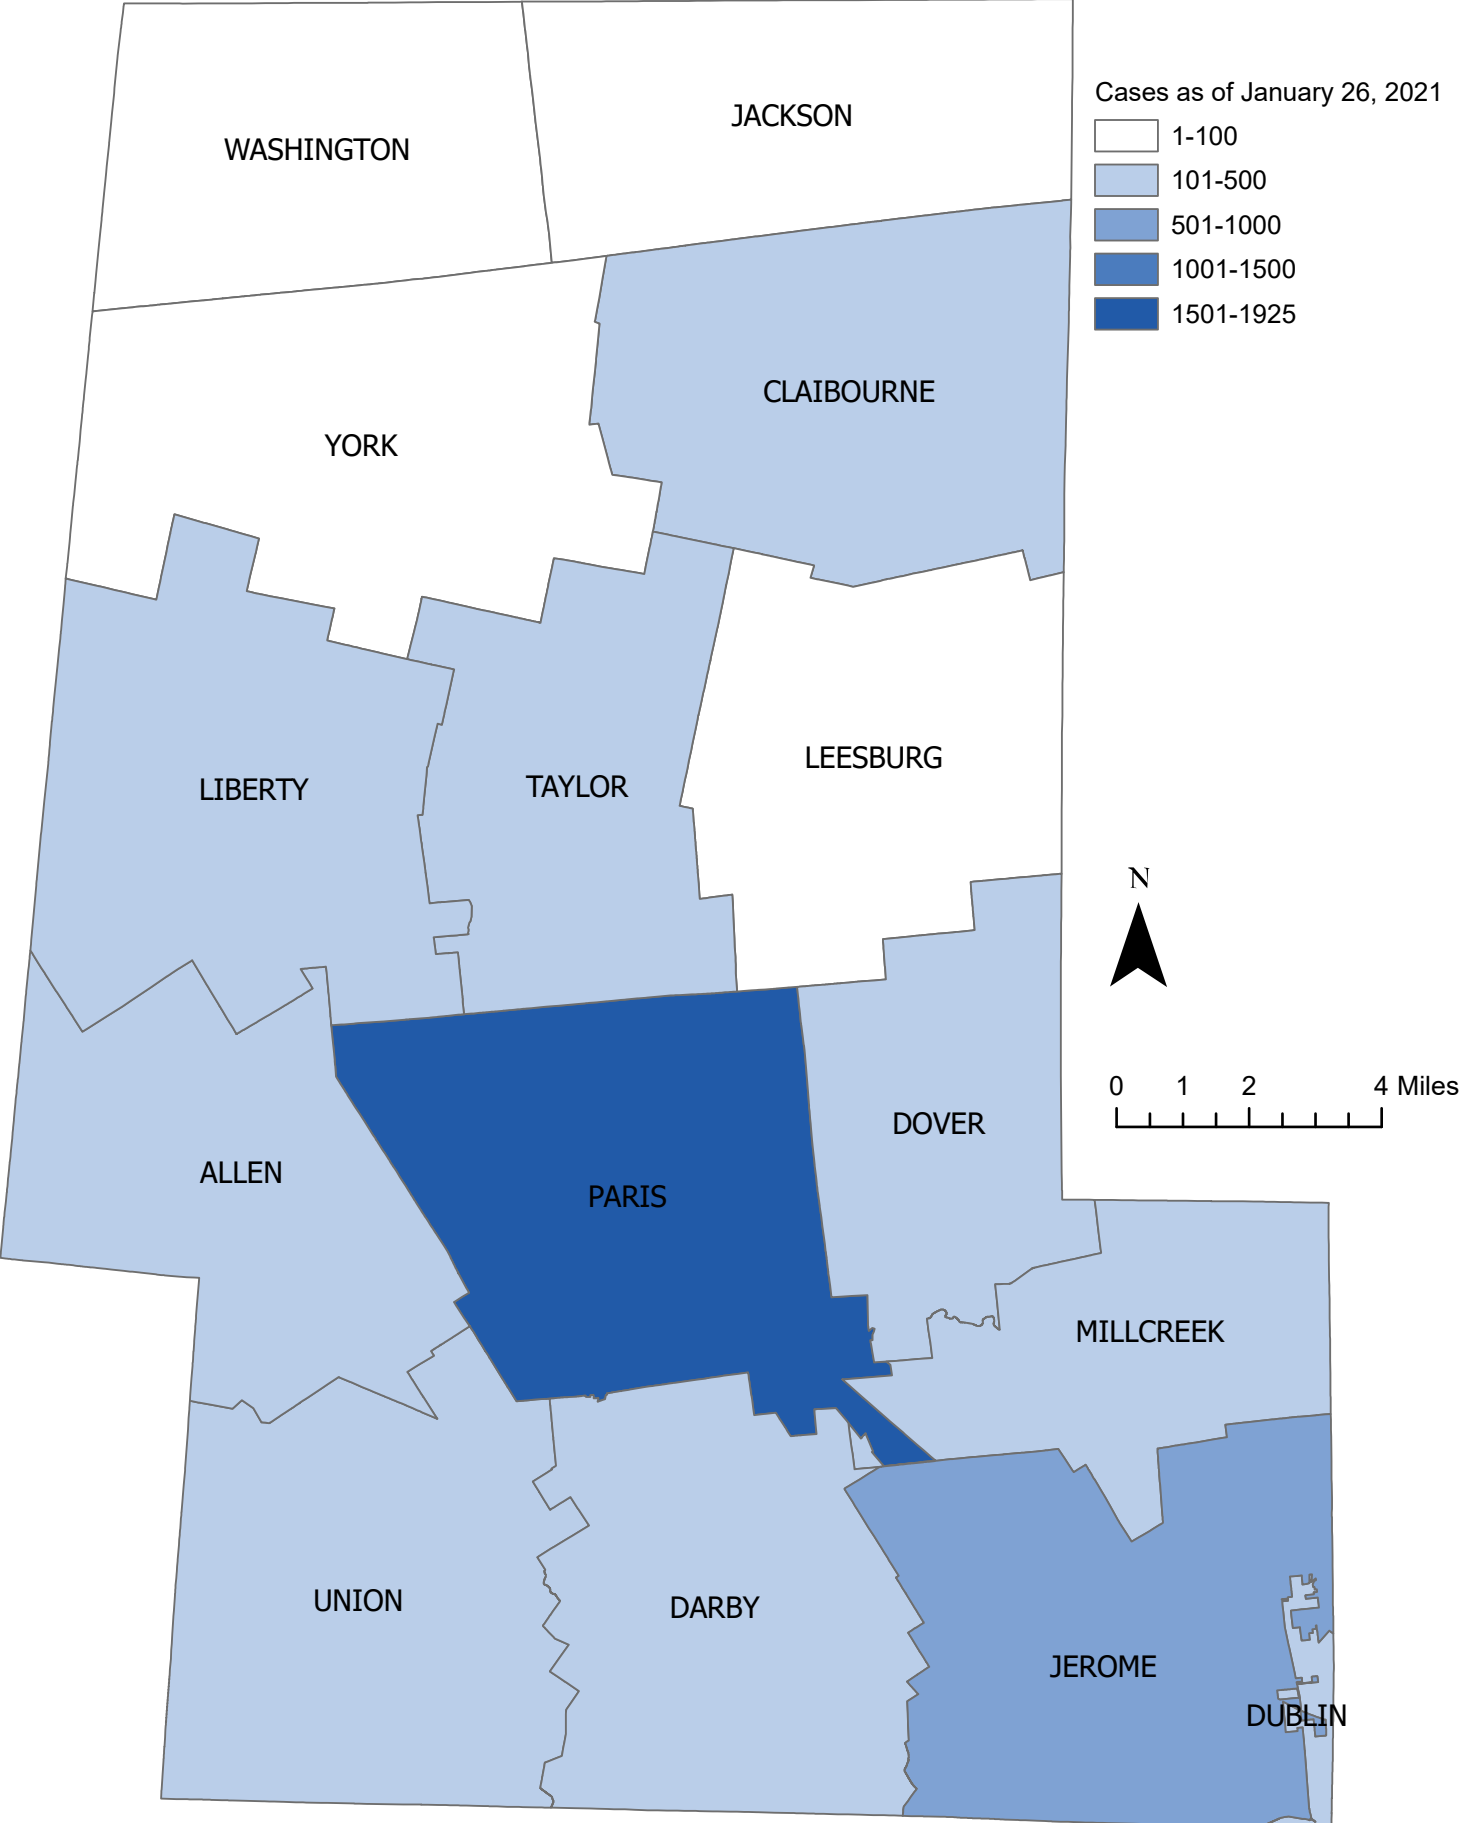 Cases as of January 26, 2021
1-100
101-500
501-1000
1001-1500
1501-1925
JACKSON
WASHINGTON
CLAIBOURNE
YORK
LEESBURG
TAYLOR
LIBERTY
N
0 1 2 4 Miles
DOVER
ALLEN
PARIS
MILLCREEK
UNION
DARBY
JEROME
DUBLIN